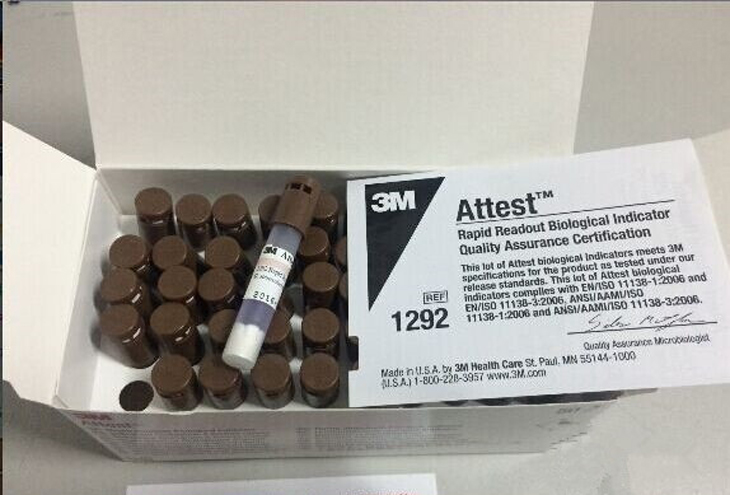 3M
Attest™
Rapid Readout Biological Indicator
Quality Assurance Certification
This lot of Attest biological indicators meets 3M
specifications for the product as tested under our
release standards. This lot of Attest biological
indicators complies with EN/ISO 11138-1:2006 and
EN/ISO 11138-3:2006, ANSI/AAMI/ISO
11138-1:2006 and ANSI/AAMI/ISO 11138-3:2006.
REF
1292
Quality Assurance Microbiologist
Made in U.S.A. by 3M Health Care St. Paul, MN 55144-1000
(U.S.A.) 1-800-228-3957 www.3M.com
3M
2016
3M
Attest